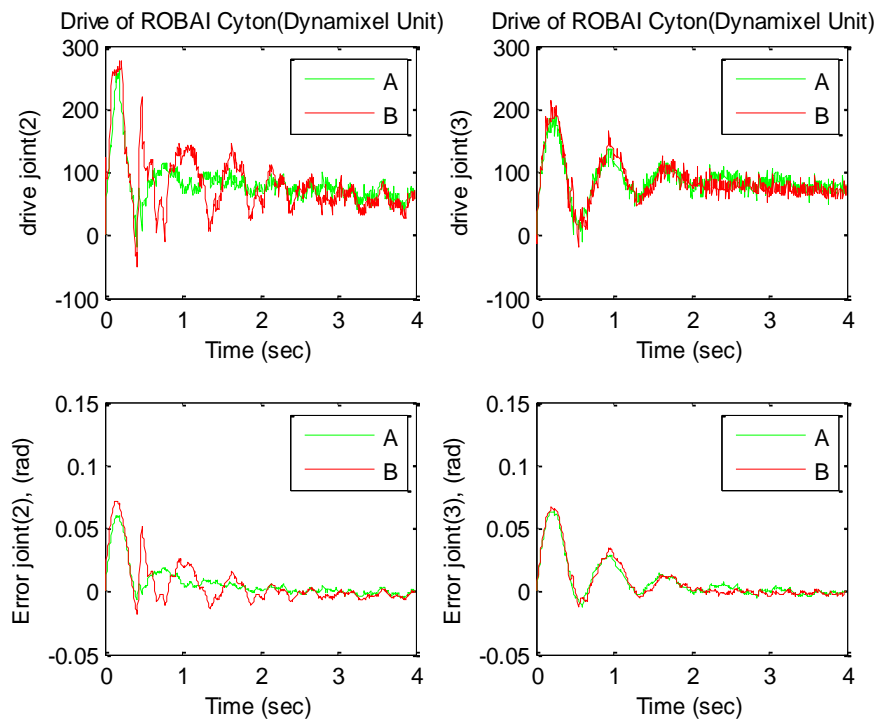 Drive of ROBAI Cyton(Dynamixel Unit)
300
200
100
0
-100
drive joint(2)
A
B
0 1 2 3 4
Time (sec)
Drive of ROBAI Cyton(Dynamixel Unit)
300
200
100
0
-100
drive joint(3)
A
B
0 1 2 3 4
Time (sec)
0.15
0.1
0.05
0
-0.05
Error joint(2), (rad)
A
B
0 1 2 3 4
Time (sec)
0.15
0.1
0.05
0
-0.05
Error joint(3), (rad)
A
B
0 1 2 3 4
Time (sec)